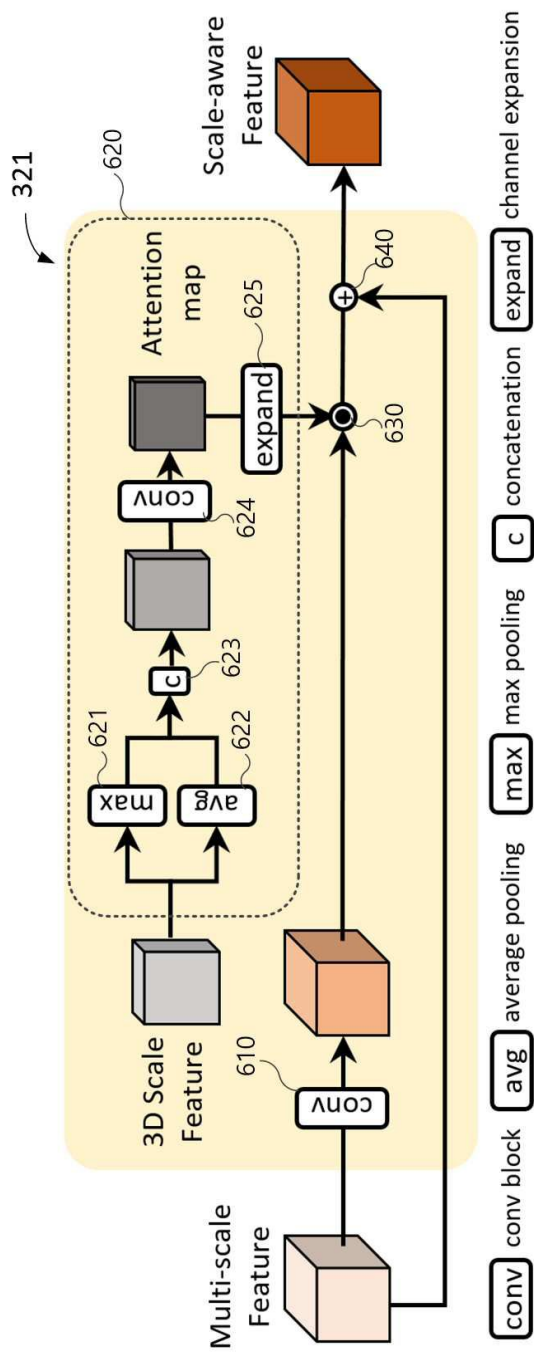 321
620
3D Scale
Feature
max
621
avg
622
c
623
conv
624
Attention
map
expand
625
Multi-scale
Feature
conv
610
630
+
640
Scale-aware
Feature
conv conv block
avg average pooling
max max pooling
c concatenation
expand channel expansion